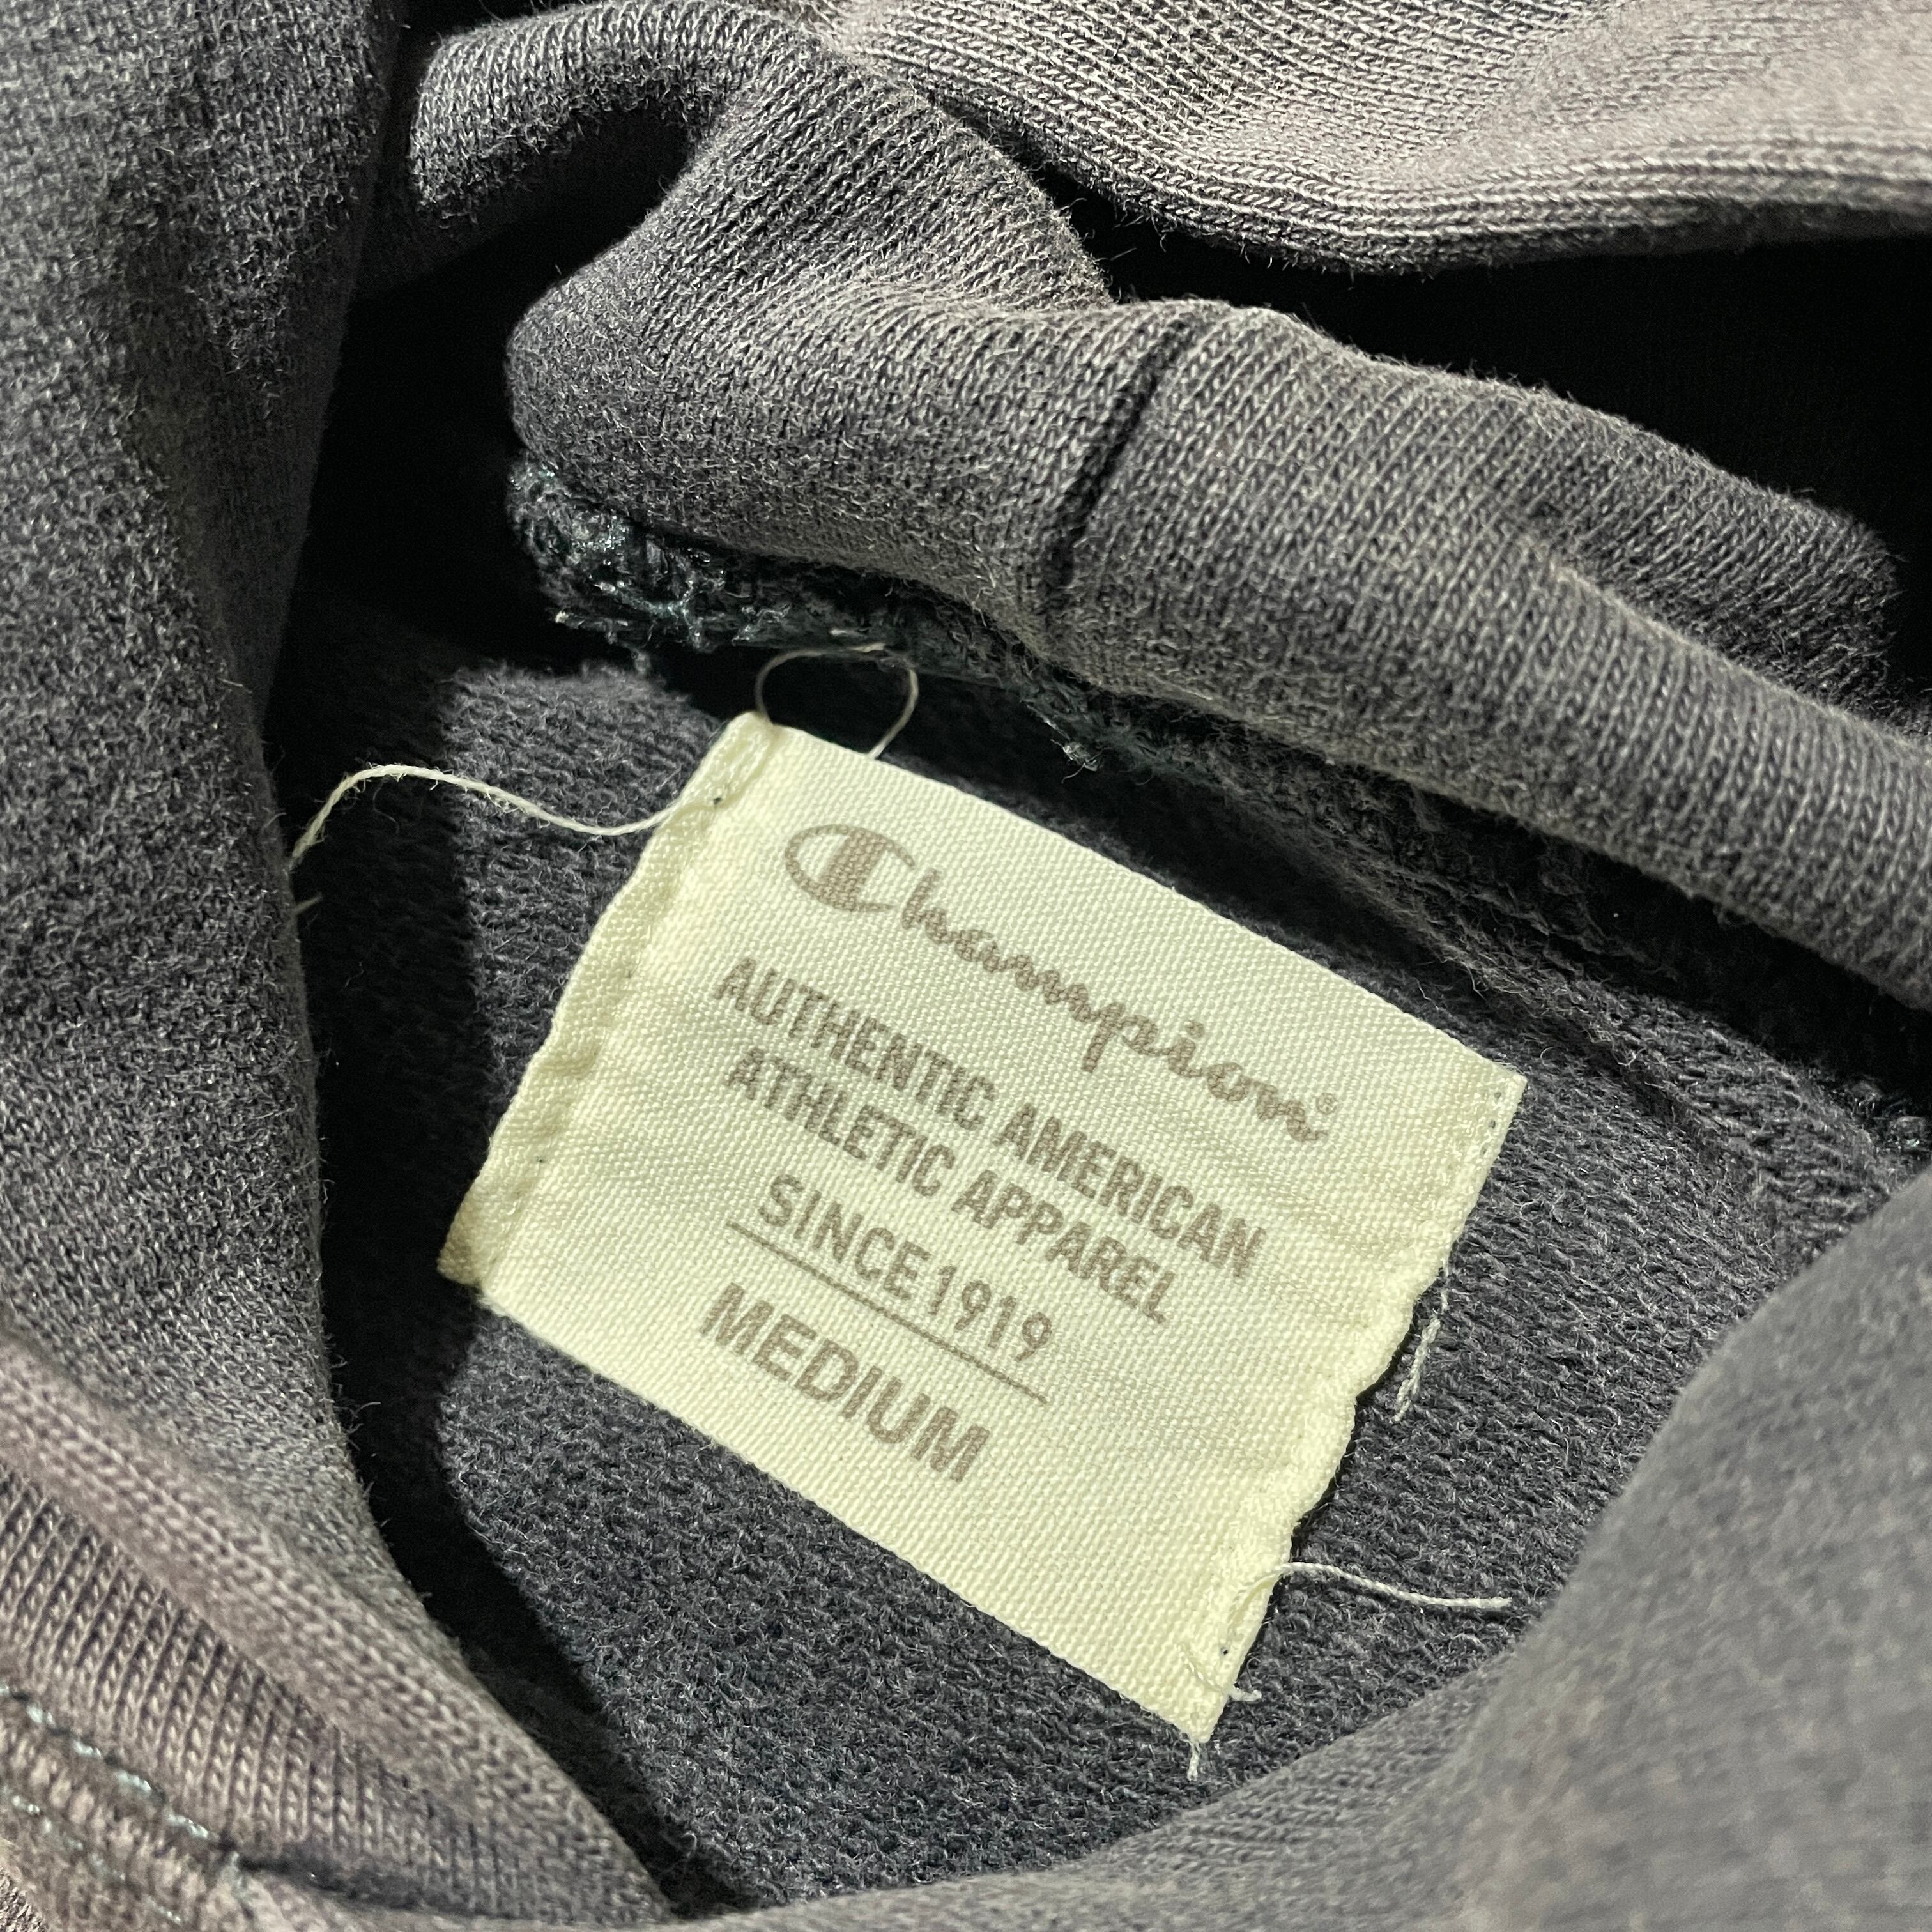 Champion®
AUTHENTIC AMERICAN
ATHLETIC APPAREL
SINCE 1919
MEDIUM